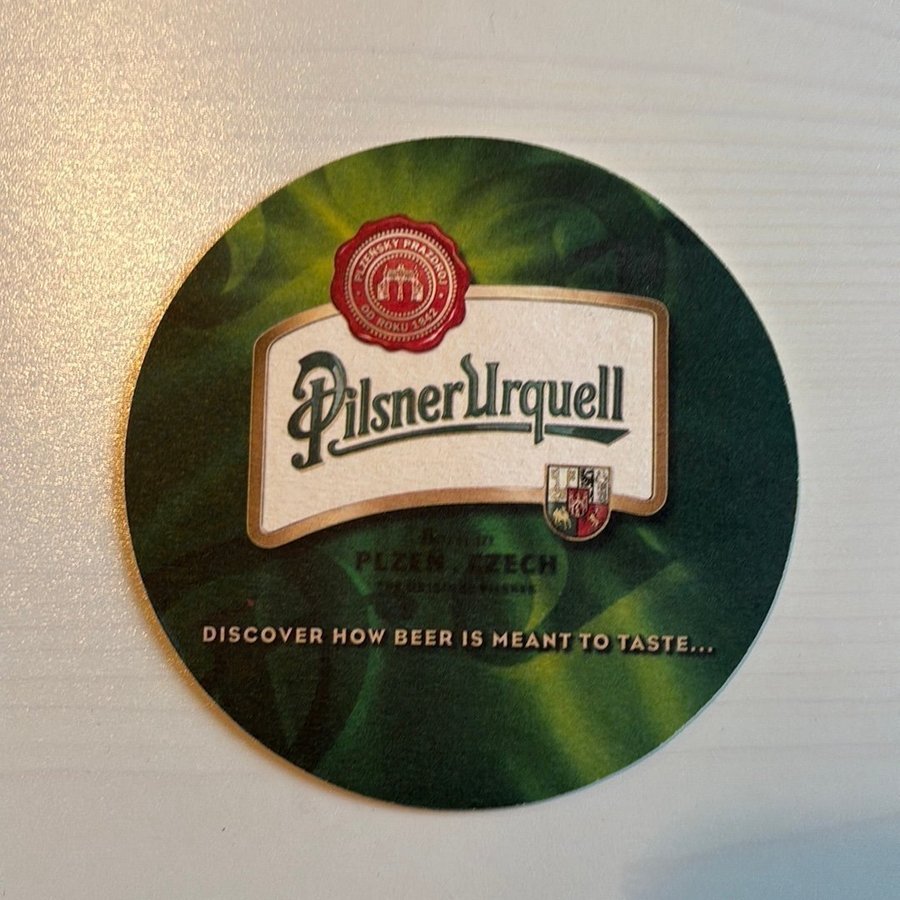 PLZEŇSKÝ PRAZDROJ
OD ROKU 1842
Pilsner Urquell
PLZEN, CZECH
DISCOVER HOW BEER IS MEANT TO TASTE...